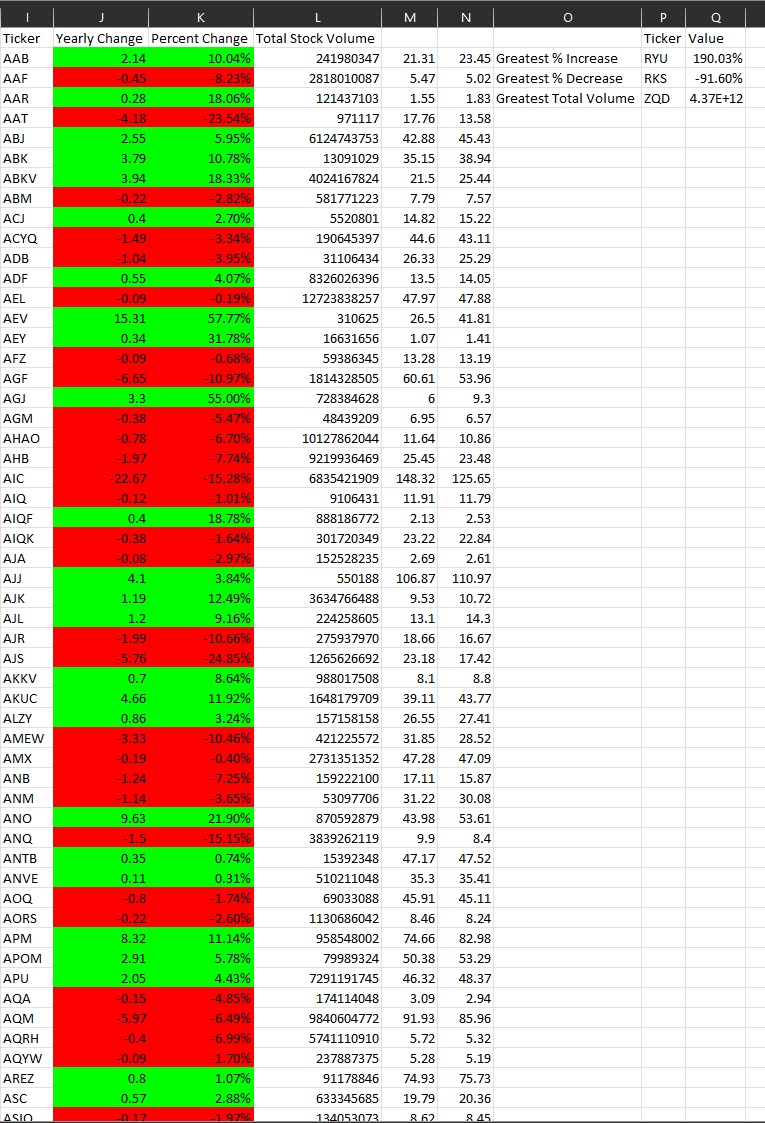 I J K L M N O P Q
Ticker Yearly Change Percent Change Total Stock Volume Ticker Value
AAB 2.14 10.04% 241980347 21.31 23.45 Greatest % Increase RYU 190.03%
AAF -0.45 -8.23% 2818010087 5.47 5.02 Greatest % Decrease RKS -91.60%
AAR 0.28 18.06% 121437103 1.55 1.83 Greatest Total Volume ZQD 4.37E+12
AAT -4.18 -23.54% 971117 17.76 13.58
ABJ 2.55 5.95% 6124743753 42.88 45.43
ABK 3.79 10.78% 13091029 35.15 38.94
ABKV 3.94 18.33% 4024167824 21.5 25.44
ABM -0.22 -2.82% 581771223 7.79 7.57
ACJ 0.4 2.70% 5520801 14.82 15.22
ACYQ -1.49 -3.34% 190645397 44.6 43.11
ADB -1.04 -3.95% 31106434 26.33 25.29
ADF 0.55 4.07% 8326026396 13.5 14.05
AEL -0.09 -0.19% 12723838257 47.97 47.88
AEV 15.31 57.77% 310625 26.5 41.81
AEY 0.34 31.78% 16631656 1.07 1.41
AFZ -0.09 -0.68% 59386345 13.28 13.19
AGF -6.65 -10.97% 1814328505 60.61 53.96
AGJ 3.3 55.00% 728384628 6 9.3
AGM -0.38 -5.47% 48439209 6.95 6.57
AHAO -0.78 -6.70% 10127862044 11.64 10.86
AHB -1.97 -7.74% 9219936469 25.45 23.48
AIC -22.67 -15.28% 6835421909 148.32 125.65
AIQ -0.12 -1.01% 9106431 11.91 11.79
AIQF 0.4 18.78% 888186772 2.13 2.53
AIQK -0.38 -1.64% 301720349 23.22 22.84
AJA -0.08 -2.97% 152528235 2.69 2.61
AJJ 4.1 3.84% 550188 106.87 110.97
AJK 1.19 12.49% 3634766488 9.53 10.72
AJL 1.2 9.16% 224258605 13.1 14.3
AJR -1.99 -10.66% 275937970 18.66 16.67
AJS -5.76 -24.85% 1265626692 23.18 17.42
AKKV 0.7 8.64% 988017508 8.1 8.8
AKUC 4.66 11.92% 1648179709 39.11 43.77
ALZY 0.86 3.24% 157158158 26.55 27.41
AMEW -3.33 -10.46% 421225572 31.85 28.52
AMX -0.19 -0.40% 2731351352 47.28 47.09
ANB -1.24 -7.25% 159222100 17.11 15.87
ANM -1.14 -3.65% 53097706 31.22 30.08
ANO 9.63 21.90% 870592879 43.98 53.61
ANQ -1.5 -15.15% 3839262119 9.9 8.4
ANTB 0.35 0.74% 15392348 47.17 47.52
ANVE 0.11 0.31% 510211048 35.3 35.41
AOQ -0.8 -1.74% 69033088 45.91 45.11
AORS -0.22 -2.60% 1130686042 8.46 8.24
APM 8.32 11.14% 958548002 74.66 82.98
APOM 2.91 5.78% 79989324 50.38 53.29
APU 2.05 4.43% 7291191745 46.32 48.37
AQA -0.15 -4.85% 174114048 3.09 2.94
AQM -5.97 -6.49% 9840604772 91.93 85.96
AQRH -0.4 -6.99% 5741110910 5.72 5.32
AQYW -0.09 -1.70% 237887375 5.28 5.19
AREZ 0.8 1.07% 91178846 74.93 75.73
ASC 0.57 2.88% 633345685 19.79 20.36
ASIO -0.17 -1.97% 134053073 8.62 8.45